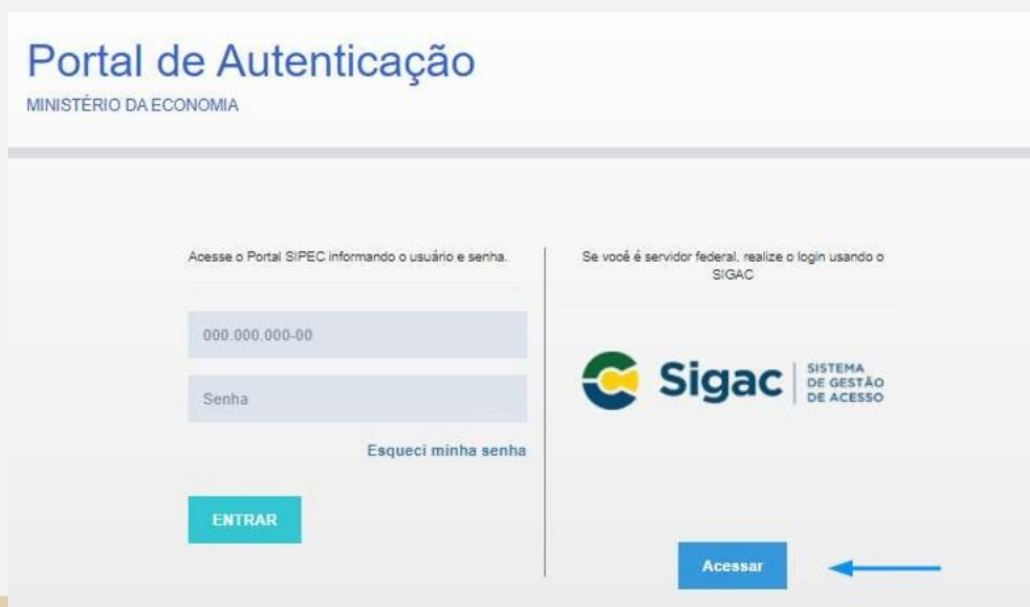 Portal de Autenticação
MINISTÉRIO DA ECONOMIA
Acesse o Portal SIPEC informando o usuário e senha.
000.000.000-00
Senha
Esqueci minha senha
ENTRAR
Se você é servidor federal, realize o login usando o
SIGAC
Sigac
SISTEMA
DE GESTÃO
DE ACESSO
Acessar